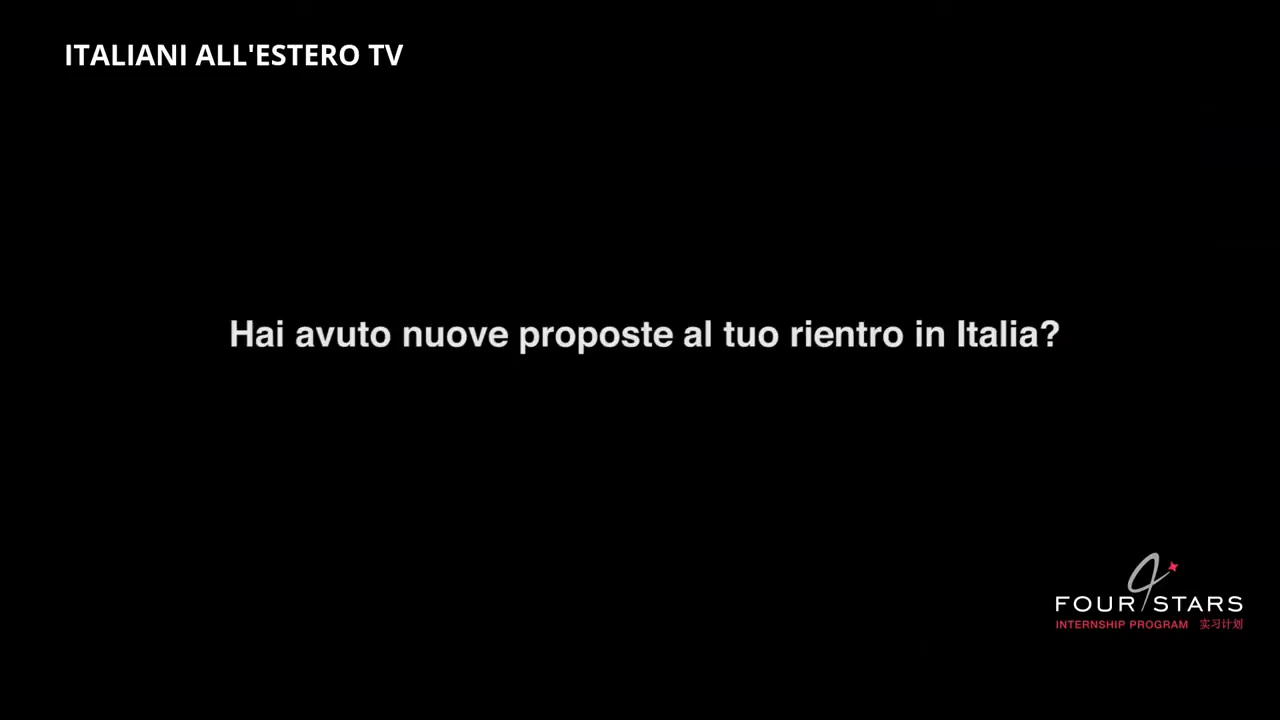 ITALIANI ALL'ESTERO TV
Hai avuto nuove proposte al tuo rientro in Italia?
FOUR STARS
INTERNSHIP PROGRAM 实习计划